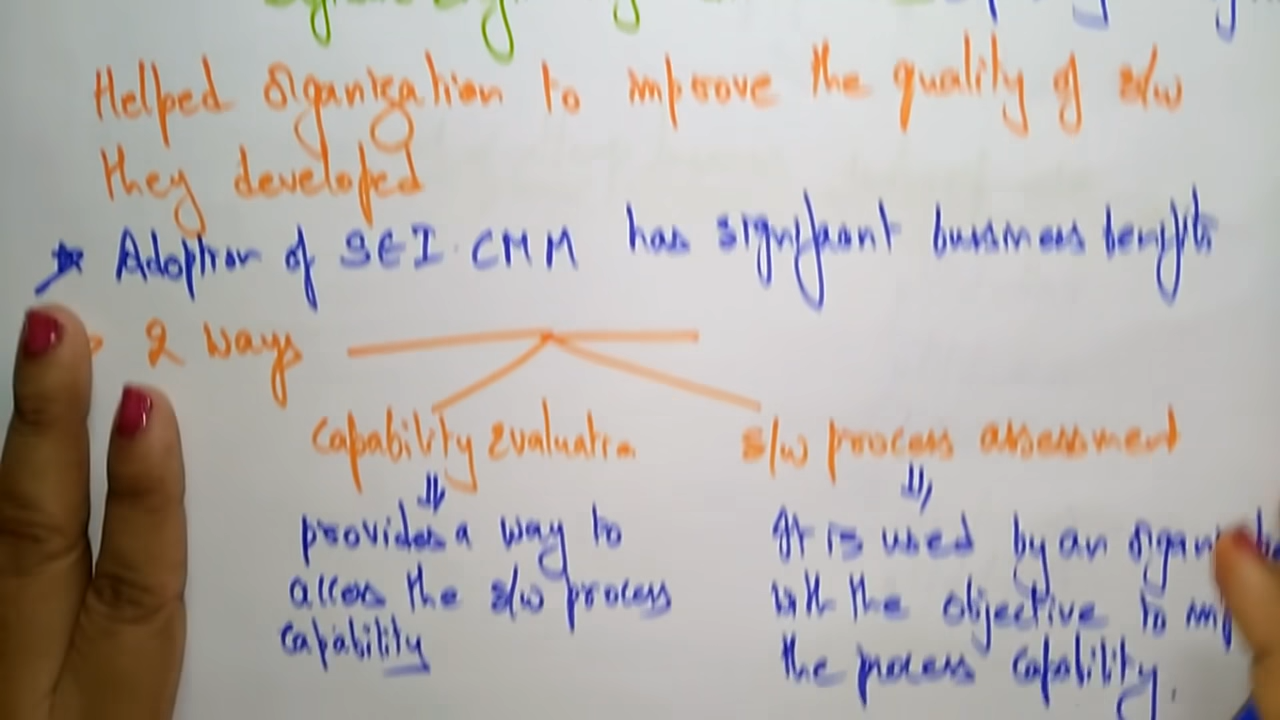 Helped organization to improve the quality of s/w
they developed
* Adoption of SEI CMM has significant business benefits
2 ways
Capability Evaluation
s/w process assessment
provides a way to
access the s/w process
capability
It is used by an
with the objective to
the process capability.